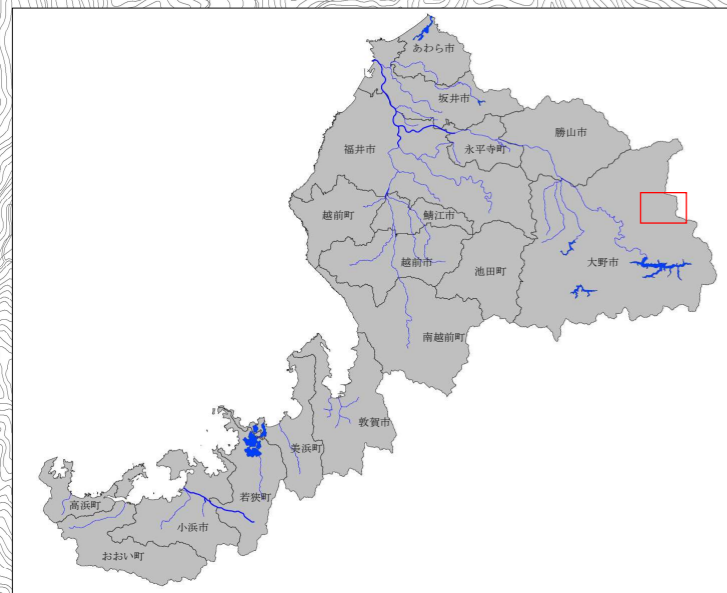 あわら市
坂井市
勝山市
福井市
永平寺町
越前町
鯖江市
越前市
池田町
大野市
南越前町
敦賀市
美浜町
若狭町
高浜町
小浜市
おおい町